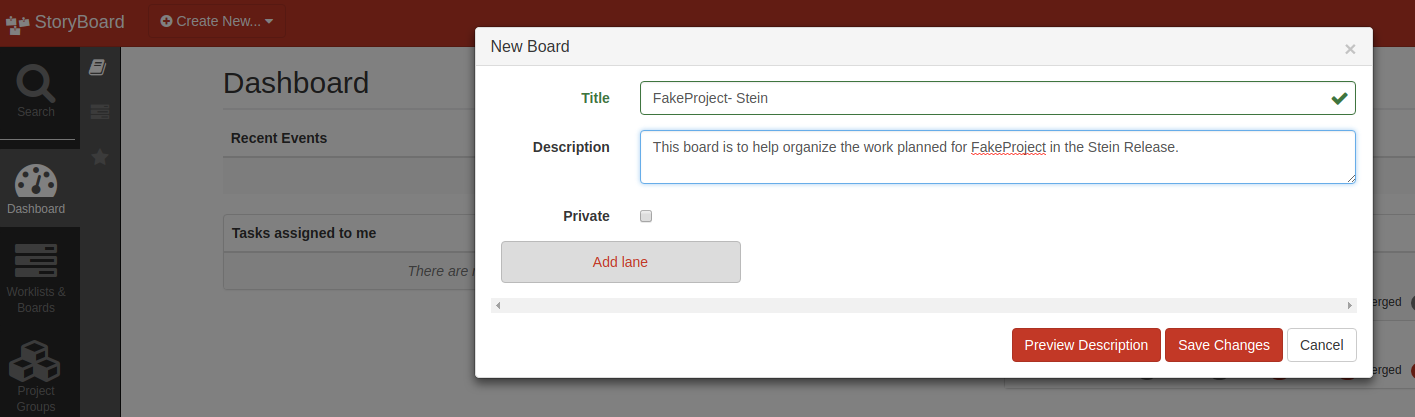 StoryBoard
Create New...
New Board
×
Title
FakeProject- Stein
Description
This board is to help organize the work planned for FakeProject in the Stein Release.
Private
Add lane
Preview Description
Save Changes
Cancel
Search
Dashboard
Worklists &
Boards
Project
Groups
Dashboard
Recent Events
Tasks assigned to me
There are
erged
erged